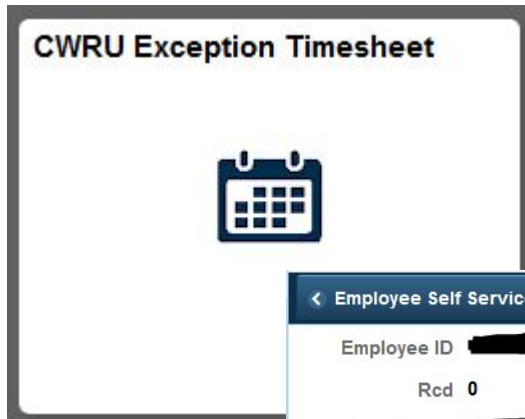 CWRU Exception Timesheet
Employee Self Servic
Employee ID
Rcd 0